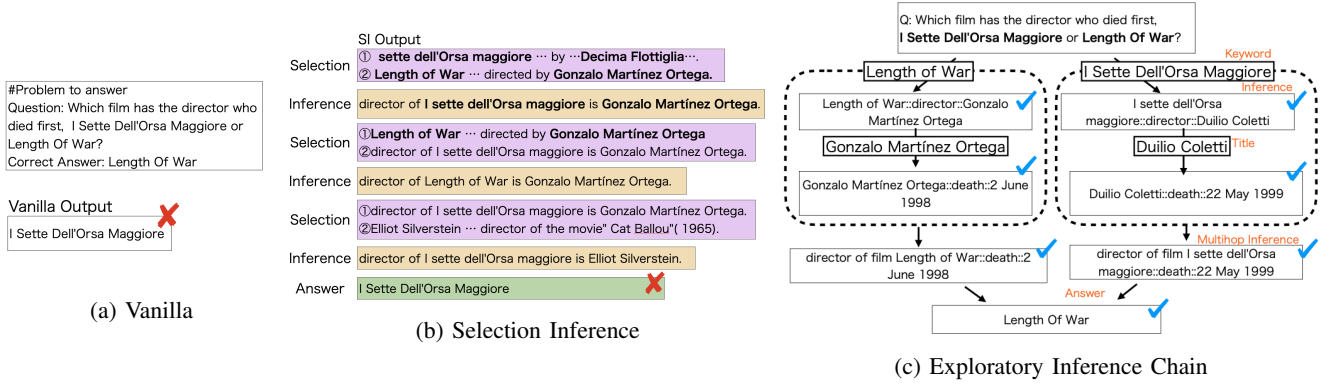 #Problem to answer
Question: Which film has the director who
died first, I Sette Dell'Orsa Maggiore or
Length Of War?
Correct Answer: Length Of War
Vanilla Output
I Sette Dell'Orsa Maggiore
(a) Vanilla
SI Output
Selection
① sette dell'Orsa maggiore ⋯ by ⋯Decima Flottiglia⋯.
② Length of War ⋯ directed by Gonzalo Martínez Ortega.
Inference
director of I sette dell'Orsa maggiore is Gonzalo Martínez Ortega.
Selection
①Length of War ⋯ directed by Gonzalo Martínez Ortega
②director of I sette dell'Orsa maggiore is Gonzalo Martínez Ortega.
Inference
director of Length of War is Gonzalo Martínez Ortega.
Selection
①director of I sette dell'Orsa maggiore is Gonzalo Martínez Ortega.
②Elliot Silverstein ⋯ director of the movie" Cat Ballou"( 1965).
Inference
director of I sette dell'Orsa maggiore is Elliot Silverstein.
Answer
I Sette Dell'Orsa Maggiore
(b) Selection Inference
Q: Which film has the director who died first,
I Sette Dell'Orsa Maggiore or Length Of War?
Keyword
Length of War
I Sette Dell'Orsa Maggiore
Inference
Length of War::director::Gonzalo
Martínez Ortega
I sette dell'Orsa
maggiore::director::Duilio Coletti
Gonzalo Martínez Ortega
Duilio Coletti
Title
Gonzalo Martínez Ortega::death::2 June
1998
Duilio Coletti::death::22 May 1999
Multihop Inference
director of film Length of War::death::2
June 1998
director of film I sette dell'Orsa
maggiore::death::22 May 1999
Answer
Length Of War
(c) Exploratory Inference Chain